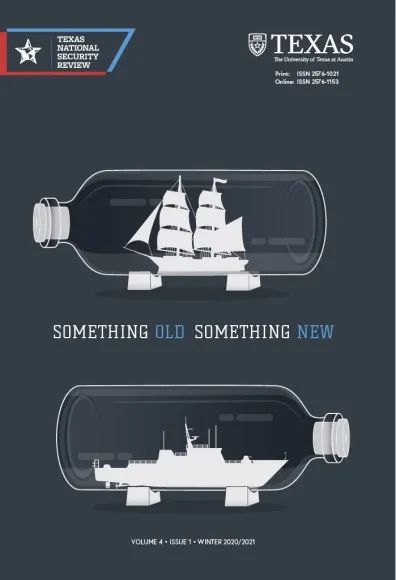 TEXAS
NATIONAL
SECURITY
REVIEW
TEXAS
The University of Texas at Austin
Print: ISSN 2576-1021
Online: ISSN 2576-1153
SOMETHING OLD SOMETHING NEW
VOLUME 4 • ISSUE 1 • WINTER 2020/2021